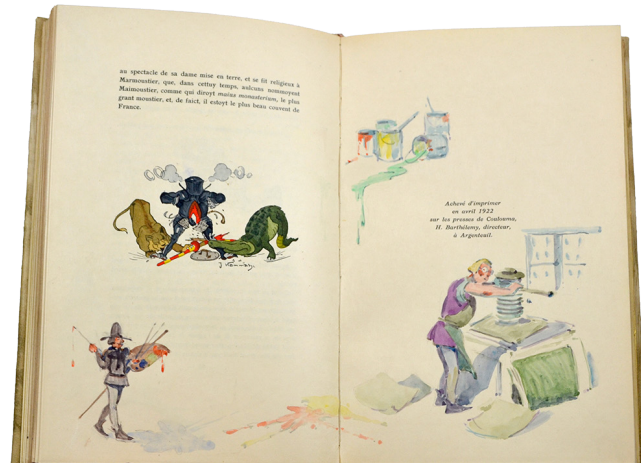 au spectacle de sa dame mise en terre, et se fit religieux à
Marmoustier, que, dans cettuy temps, aulcuns nommoyent
Maimoustier, comme qui diroyt maius monasterium, le plus
grant moustier, et, de faict, il estoyt le plus beau couvent de
France.
Achevé d'imprimer
en avril 1922
sur les presses de Coulouma,
H. Barthélemy, directeur,
à Argenteuil.